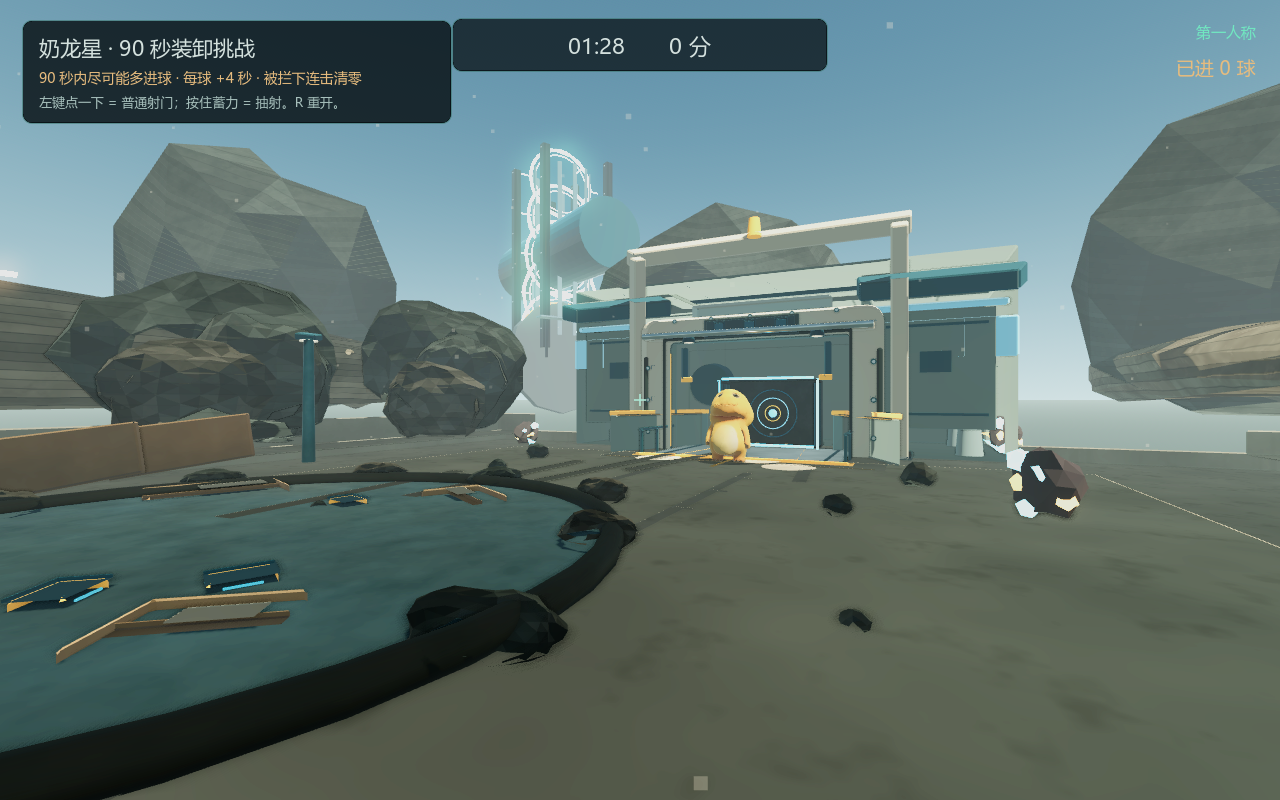 奶龙星 · 90 秒装卸挑战
90 秒内尽可能多进球 · 每球 +4 秒 · 被拦下连击清零
左键点一下 = 普通射门；按住蓄力 = 抽射。R 重开。
01:28 0 分
第一人称
已进 0 球